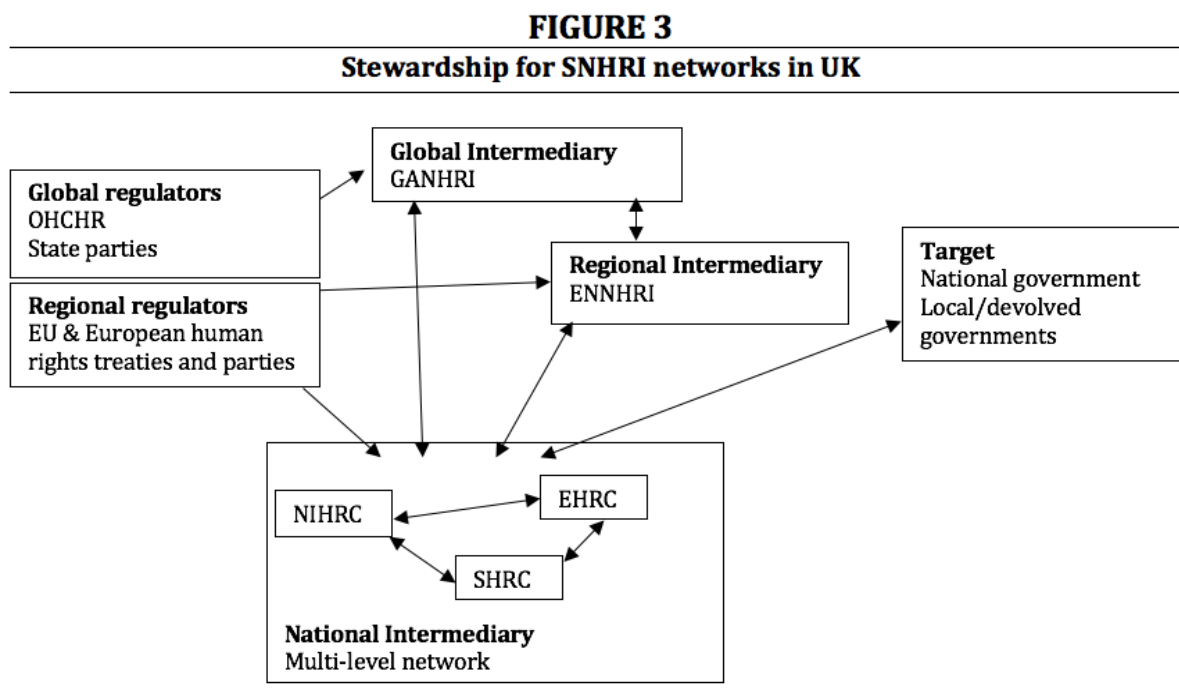 FIGURE 3
Stewardship for SNHRI networks in UK
Global Intermediary
GANHRI
Global regulators
OHCHR
State parties
Regional Intermediary
ENNHRI
Target
National government
Local/devolved
governments
Regional regulators
EU & European human
rights treaties and parties
NIHRC
EHRC
SHRC
National Intermediary
Multi-level network